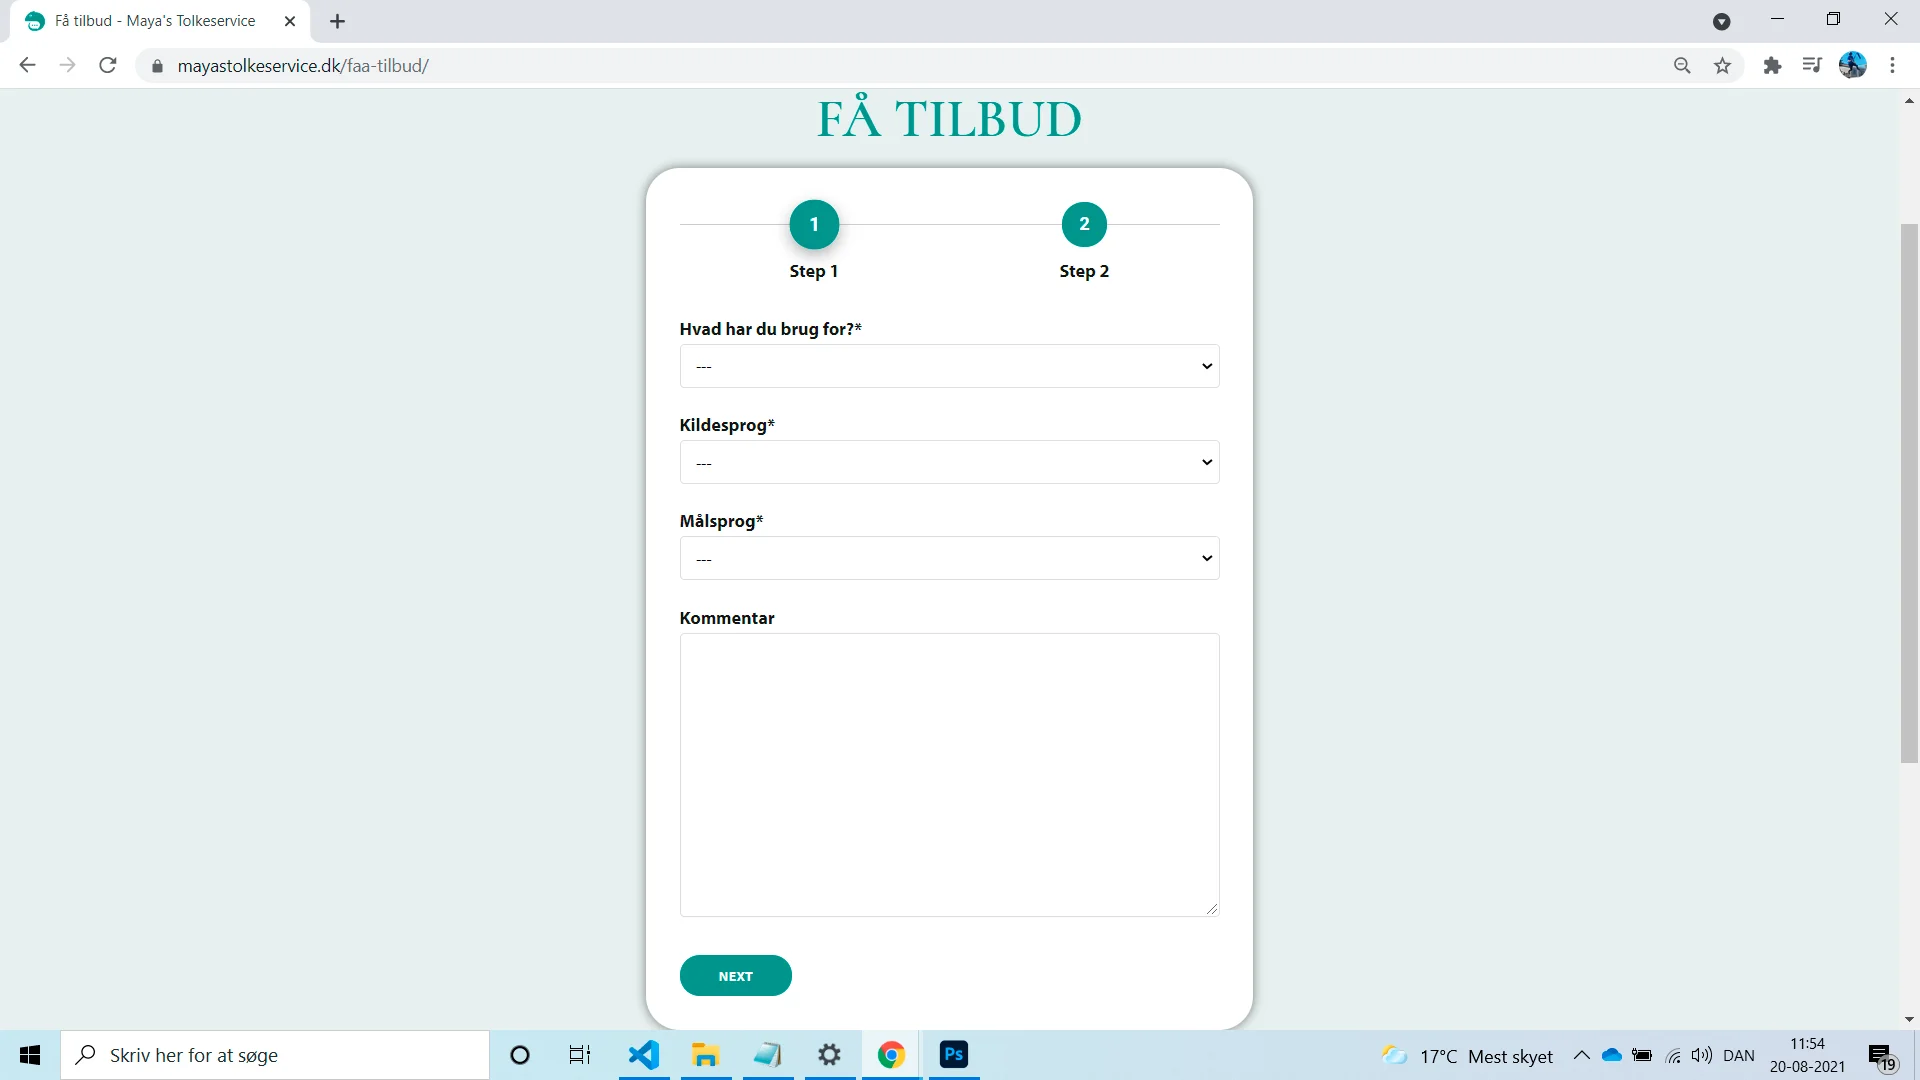 Få tilbud - Maya's Tolkeservice
mayastolkeservice.dk/faa-tilbud/
FÅ TILBUD
1
2
Step 1
Step 2
Hvad har du brug for?*
---
Kildesprog*
---
Målsprog*
---
Kommentar
NEXT
Skriv her for at søge
Ps
17°C Mest skyet
DAN
11:54
20-08-2021
19